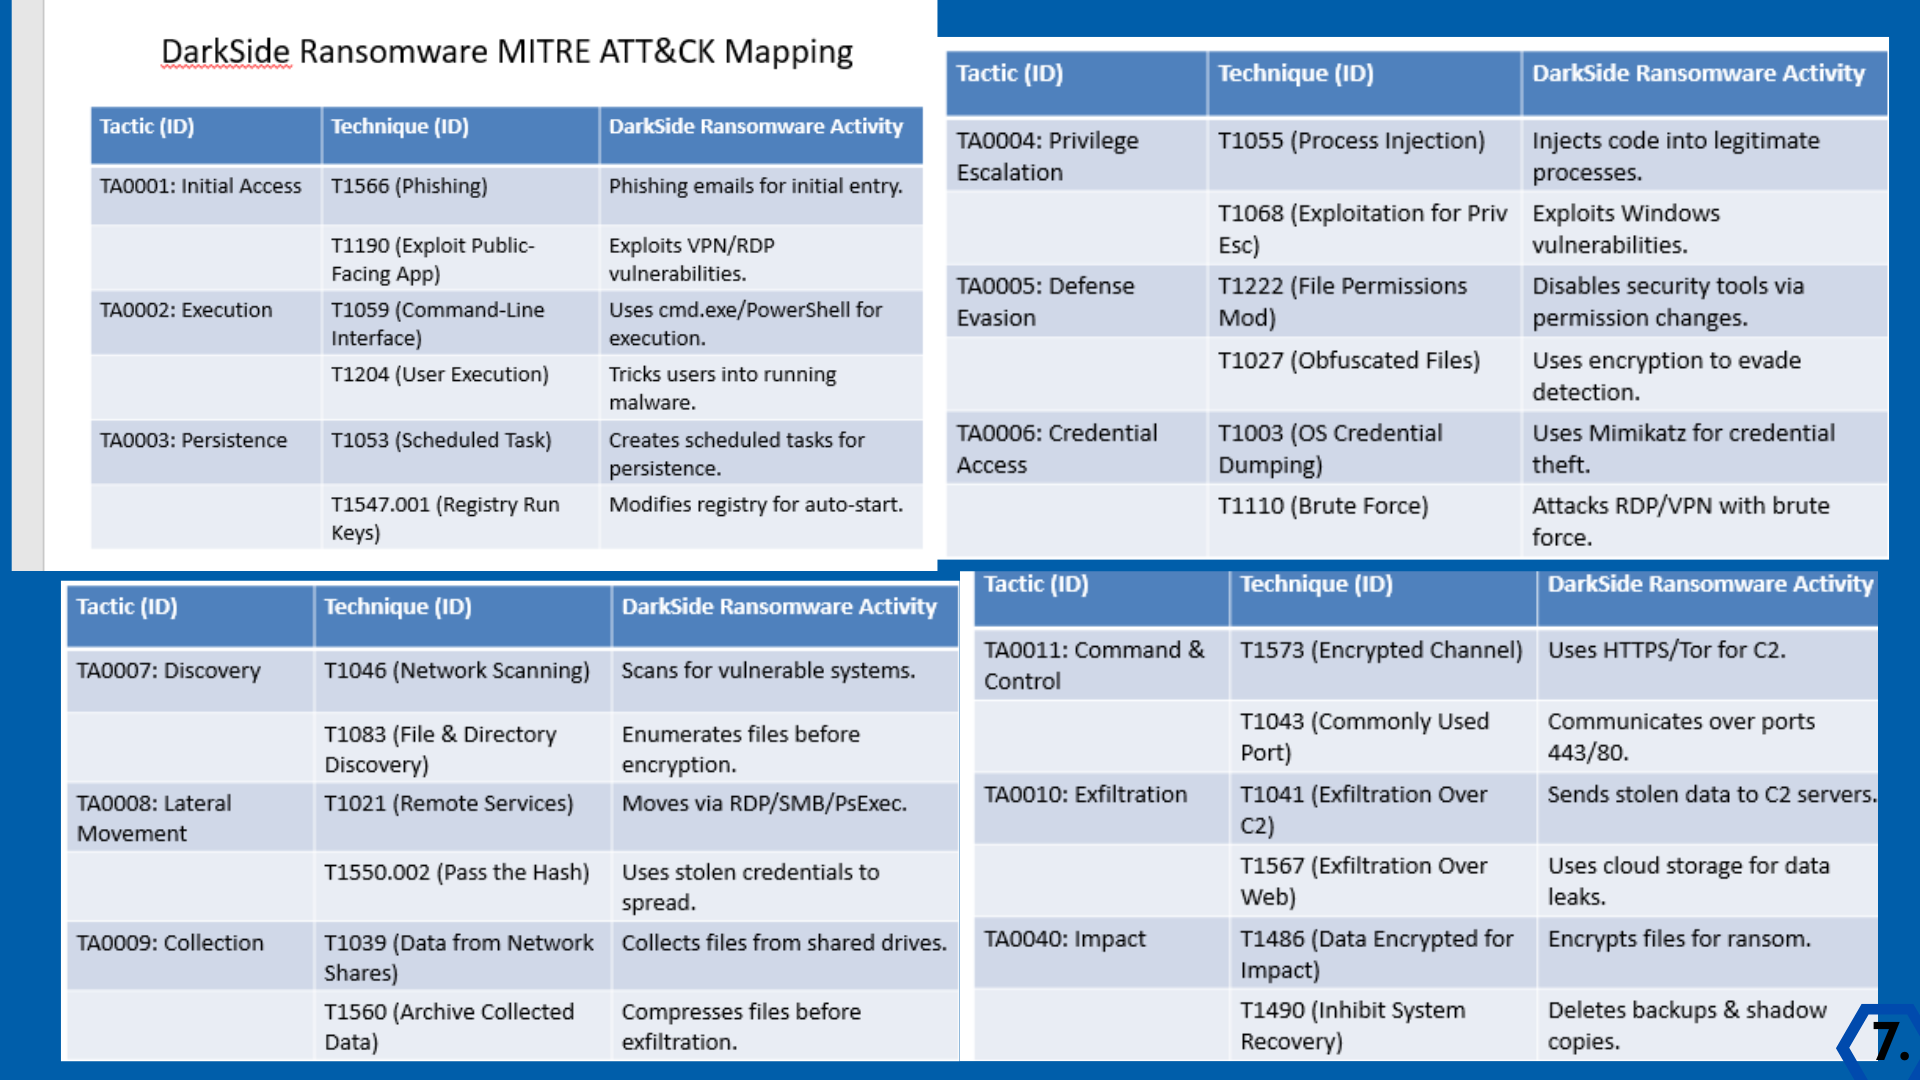 DarkSide Ransomware MITRE ATT&CK Mapping
Tactic (ID) Technique (ID) DarkSide Ransomware Activity
TA0001: Initial Access T1566 (Phishing) Phishing emails for initial entry.
T1190 (Exploit Public-
Facing App)
Exploits VPN/RDP
vulnerabilities.
TA0002: Execution
T1059 (Command-Line
Interface)
Uses cmd.exe/PowerShell for
execution.
T1204 (User Execution)
Tricks users into running
malware.
TA0003: Persistence
T1053 (Scheduled Task)
Creates scheduled tasks for
persistence.
T1547.001 (Registry Run
Keys)
Modifies registry for auto-start.
Tactic (ID) Technique (ID) DarkSide Ransomware Activity
TA0004: Privilege
Escalation
T1055 (Process Injection)
Injects code into legitimate
processes.
T1068 (Exploitation for Priv
Esc)
Exploits Windows
vulnerabilities.
TA0005: Defense
Evasion
T1222 (File Permissions
Mod)
Disables security tools via
permission changes.
T1027 (Obfuscated Files)
Uses encryption to evade
detection.
TA0006: Credential
Access
T1003 (OS Credential
Dumping)
Uses Mimikatz for credential
theft.
T1110 (Brute Force)
Attacks RDP/VPN with brute
force.
Tactic (ID) Technique (ID) DarkSide Ransomware Activity
TA0007: Discovery T1046 (Network Scanning) Scans for vulnerable systems.
T1083 (File & Directory
Discovery)
Enumerates files before
encryption.
TA0008: Lateral
Movement
T1021 (Remote Services)
Moves via RDP/SMB/PsExec.
T1550.002 (Pass the Hash)
Uses stolen credentials to
spread.
TA0009: Collection
T1039 (Data from Network
Shares)
Collects files from shared drives.
T1560 (Archive Collected
Data)
Compresses files before
exfiltration.
Tactic (ID) Technique (ID) DarkSide Ransomware Activity
TA0011: Command &
Control
T1573 (Encrypted Channel)
Uses HTTPS/Tor for C2.
T1043 (Commonly Used
Port)
Communicates over ports
443/80.
TA0010: Exfiltration
T1041 (Exfiltration Over
C2)
Sends stolen data to C2 servers.
T1567 (Exfiltration Over
Web)
Uses cloud storage for data
leaks.
TA0040: Impact
T1486 (Data Encrypted for
Impact)
Encrypts files for ransom.
T1490 (Inhibit System
Recovery)
Deletes backups & shadow
copies.
7.